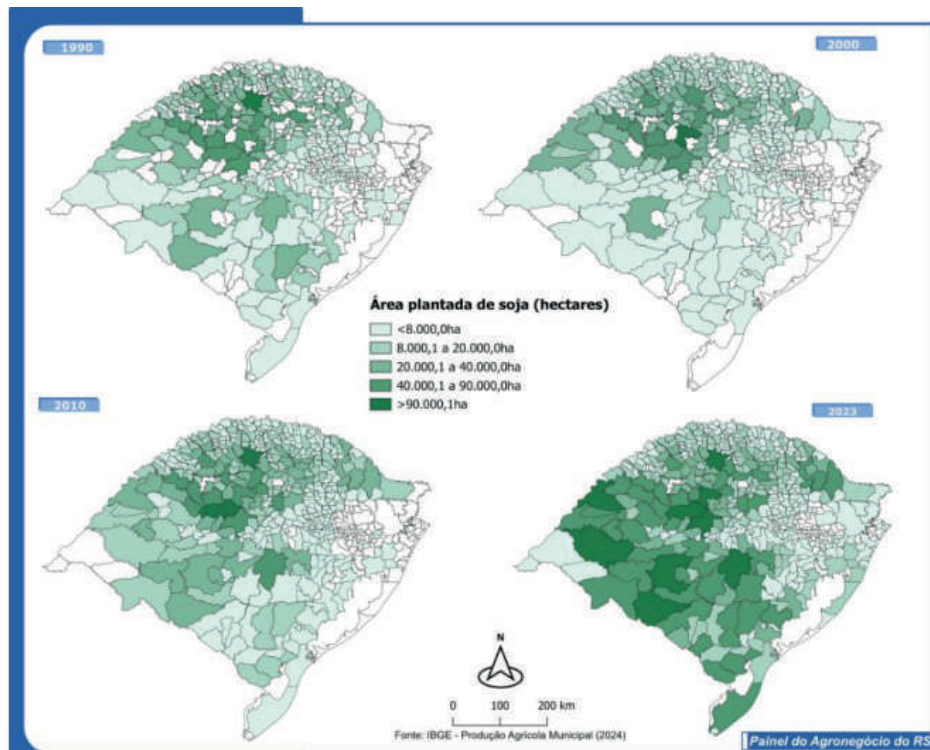 1990
2000
Área plantada de soja (hectares)
<8.000,0ha
8.000,1 a 20.000,0ha
20.000,1 a 40.000,0ha
40.000,1 a 90.000,0ha
>90.000,1ha
2010
2023
N
0 100 200 km
Fonte: IBGE - Produção Agrícola Municipal (2024)
Painel do Agronegócio do RS